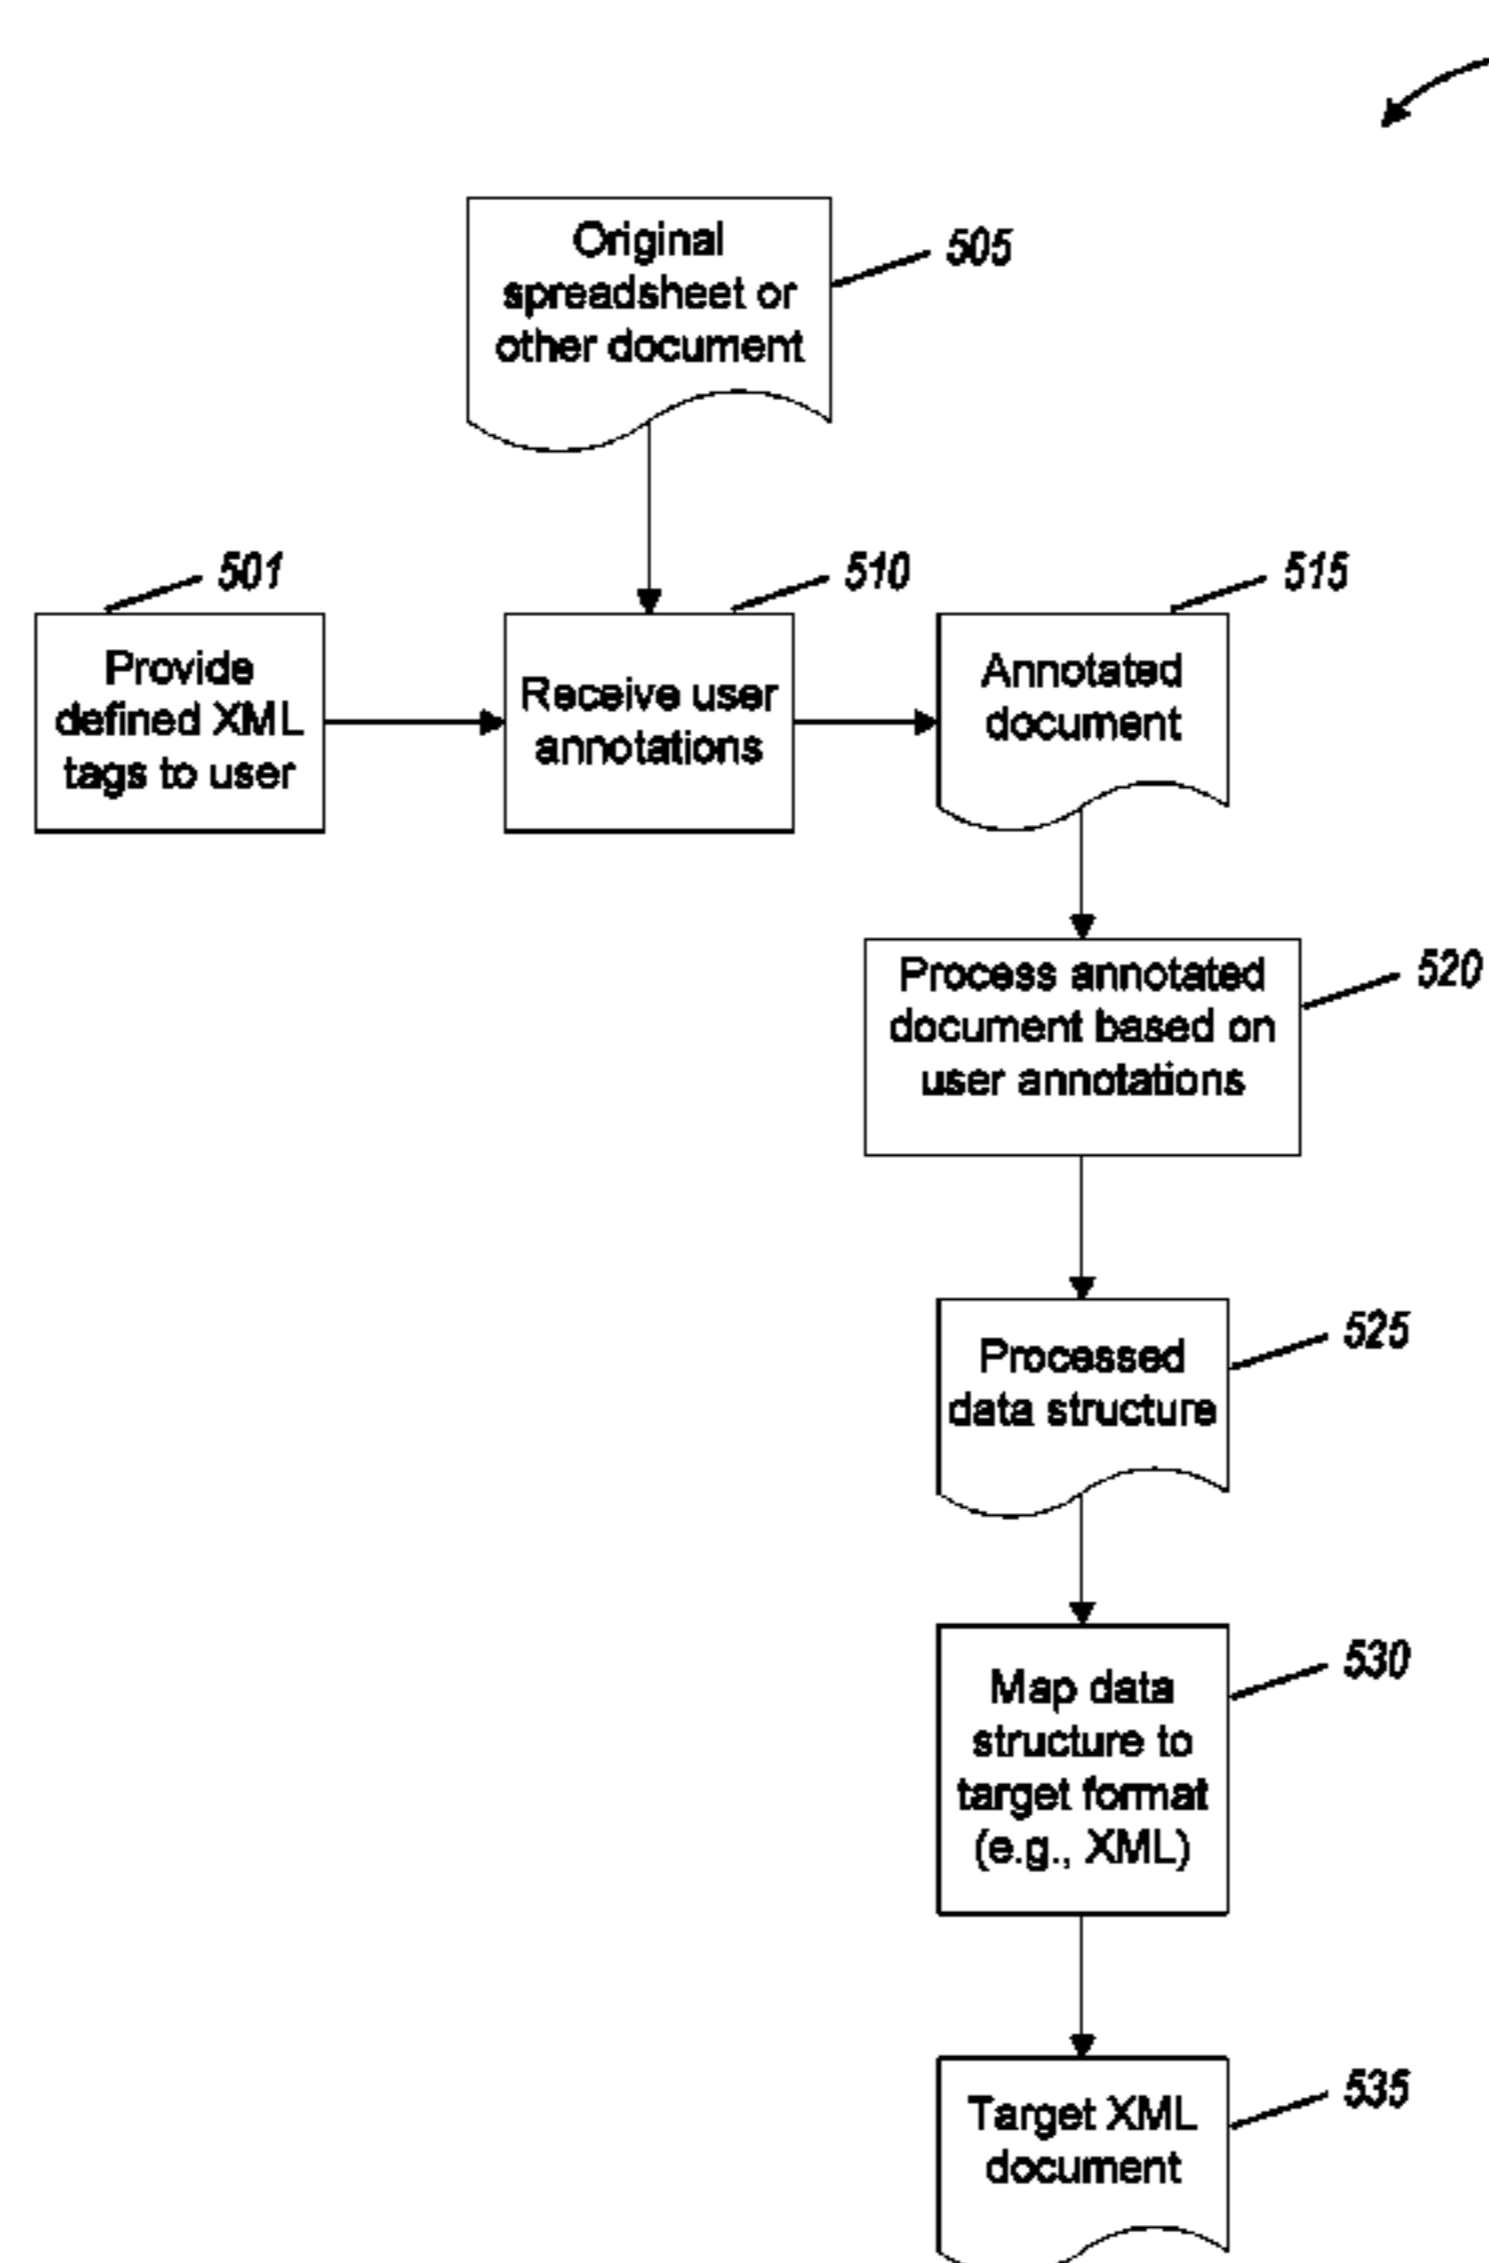 Original
spreadsheet or
other document
505
501
Provide
defined XML
tags to user
510
Receive user
annotations
515
Annotated
document
520
Process annotated
document based on
user annotations
525
Processed
data structure
530
Map data
structure to
target format
(e.g., XML)
535
Target XML
document